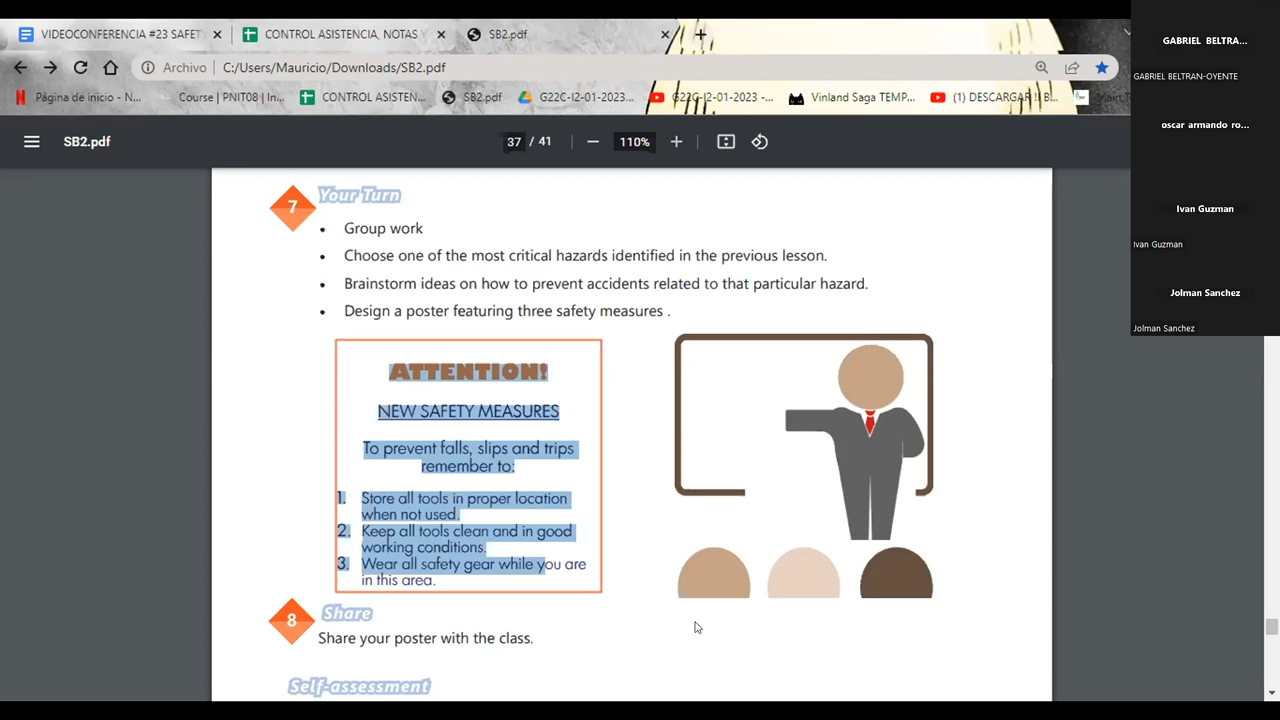 VIDEOCONFERENCIA #23 SAFET
CONTROL ASISTENCIA, NOTAS Y
SB2.pdf
Archivo
C:/Users/Mauricio/Downloads/SB2.pdf
Página de inicio - N...
Course | PNIT08 | In...
CONTROL ASISTEN...
SB2.pdf
G22C-I2-01-2023...
G22C-I2-01-2023 -...
Vinland Saga TEMP...
(1) DESCARGAR !! B...
SB2.pdf
37 / 41
110%
GABRIEL BELTRA...
GABRIEL BELTRAN-OYENTE
oscar armando ro...
Ivan Guzman
Ivan Guzman
Jolman Sanchez
Jolman Sanchez
7
Your Turn
• Group work
• Choose one of the most critical hazards identified in the previous lesson.
• Brainstorm ideas on how to prevent accidents related to that particular hazard.
• Design a poster featuring three safety measures .
ATTENTION!
NEW SAFETY MEASURES
To prevent falls, slips and trips
remember to:
1. Store all tools in proper location
when not used.
2. Keep all tools clean and in good
working conditions.
3. Wear all safety gear while you are
in this area.
8
Share
Share your poster with the class.
Self-assessment